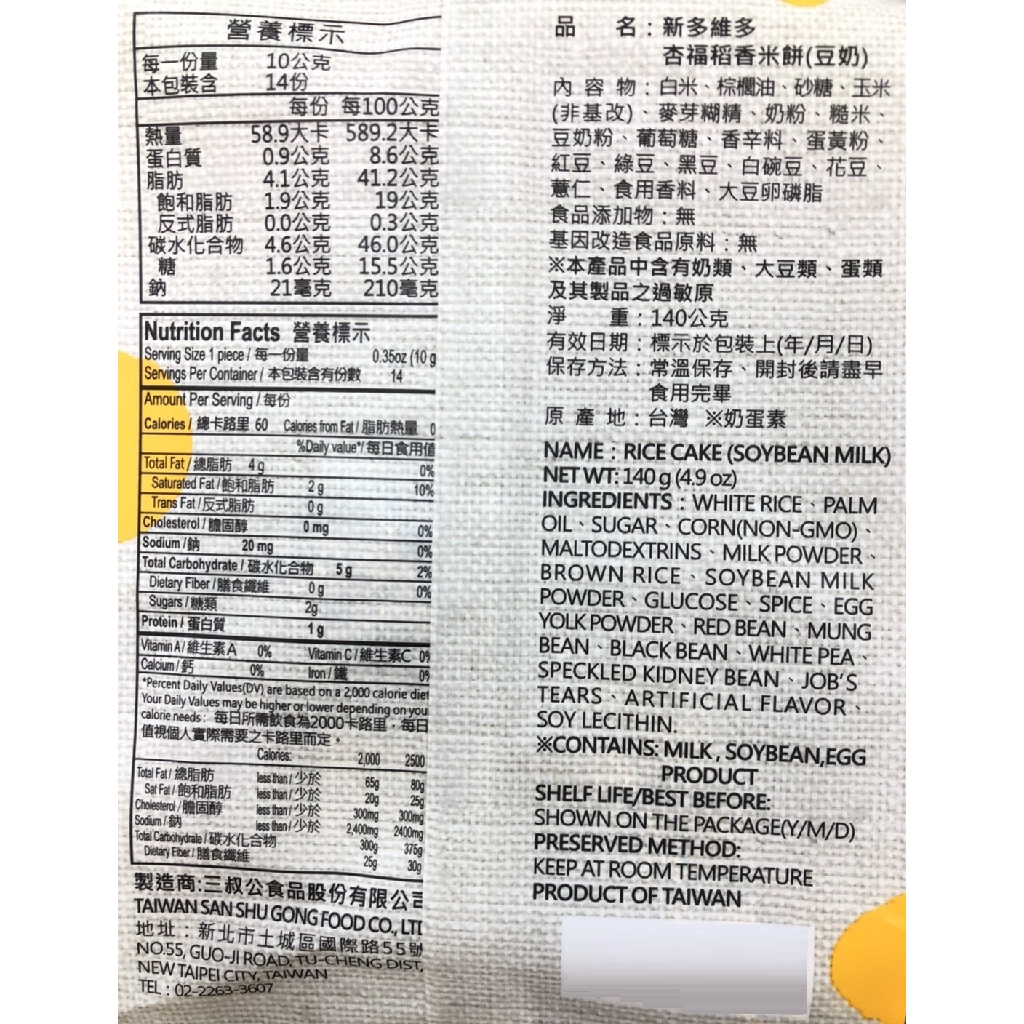 營養標示
每一份量 10公克
本包裝含 14份
每份 每100公克
熱量 58.9大卡 589.2大卡
蛋白質 0.9公克 8.6公克
脂肪 4.1公克 41.2公克
飽和脂肪 1.9公克 19公克
反式脂肪 0.0公克 0.3公克
碳水化合物 4.6公克 46.0公克
糖 1.6公克 15.5公克
鈉 21毫克 210毫克
Nutrition Facts 營養標示
Serving Size 1 piece / 每一份量 0.35oz (10 g
Servings Per Container / 本包裝含有份數 14
Amount Per Serving / 每份
Calories / 總卡路里 60 Calories from Fat / 脂肪熱量 0
%Daily value*/ 每日食用值
Total Fat / 總脂肪 4 g 0%
Saturated Fat / 飽和脂肪 2 g 10%
Trans Fat / 反式脂肪 0 g
Cholesterol / 膽固醇 0 mg 0%
Sodium / 鈉 20 mg 0%
Total Carbohydrate / 碳水化合物 5 g 2%
Dietary Fiber / 膳食纖維 0 g 0%
Sugars / 糖類 2g
Protein / 蛋白質 1 g
Vitamin A / 維生素A 0% Vitamin C / 維生素C 0%
Calcium / 鈣 0% Iron / 鐵 0%
*Percent Daily Values(DV) are based on a 2,000 calorie diet
Your Daily Values may be higher or lower depending on you
calorie needs: 每日所需飲食為2000卡路里，每日
值視個人實際需要之卡路里而定。
Calories: 2,000 2500
Total Fat / 總脂肪 less than / 少於 65g 80g
Sat Fat / 飽和脂肪 less than / 少於 20g 25g
Cholesterol / 膽固醇 less than / 少於 300mg 300mg
Sodium / 鈉 less than / 少於 2,400mg 2400mg
Total Carbohydrate / 碳水化合物 300g 375g
Dietary Fiber / 膳食纖維 25g 30g
製造商:三叔公食品股份有限公司
TAIWAN SAN SHU GONG FOOD CO., LT
地址：新北市土城區國際路55號
NO.55, GUO-JI ROAD, TU-CHENG DIST,
NEW TAIPEI CITY, TAIWAN
TEL：02-2263-3607
品名：新多維多
杏福稻香米餅(豆奶)
內容物：白米、棕櫚油、砂糖、玉米
(非基改)、麥芽糊精、奶粉、糙米、
豆奶粉、葡萄糖、香辛料、蛋黃粉、
紅豆、綠豆、黑豆、白碗豆、花豆、
薏仁、食用香料、大豆卵磷脂
食品添加物：無
基因改造食品原料：無
※本產品中含有奶類、大豆類、蛋類
及其製品之過敏原
淨重：140公克
有效日期：標示於包裝上(年/月/日)
保存方法：常溫保存、開封後請盡早
食用完畢
原產地：台灣 ※奶蛋素
NAME：RICE CAKE (SOYBEAN MILK)
NET WT: 140 g (4.9 oz)
INGREDIENTS：WHITE RICE、PALM
OIL、SUGAR、CORN(NON-GMO)、
MALTODEXTRINS、MILK POWDER、
BROWN RICE、SOYBEAN MILK
POWDER、GLUCOSE、SPICE、EGG
YOLK POWDER、RED BEAN、MUNG
BEAN、BLACK BEAN、WHITE PEA、
SPECKLED KIDNEY BEAN、JOB'S
TEARS、ARTIFICIAL FLAVOR、
SOY LECITHIN.
※CONTAINS: MILK , SOYBEAN,EGG
PRODUCT
SHELF LIFE/BEST BEFORE:
SHOWN ON THE PACKAGE(Y/M/D)
PRESERVED METHOD:
KEEP AT ROOM TEMPERATURE
PRODUCT OF TAIWAN